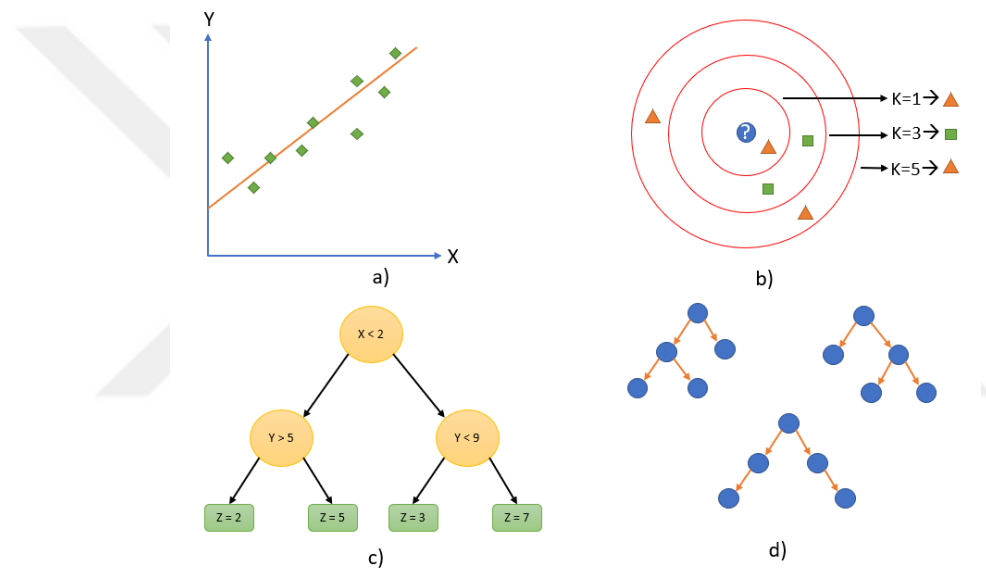 Y
X
a)
?
K=1→
K=3→
K=5→
b)
X < 2
Y > 5
Y < 9
Z = 2
Z = 5
Z = 3
Z = 7
c)
d)